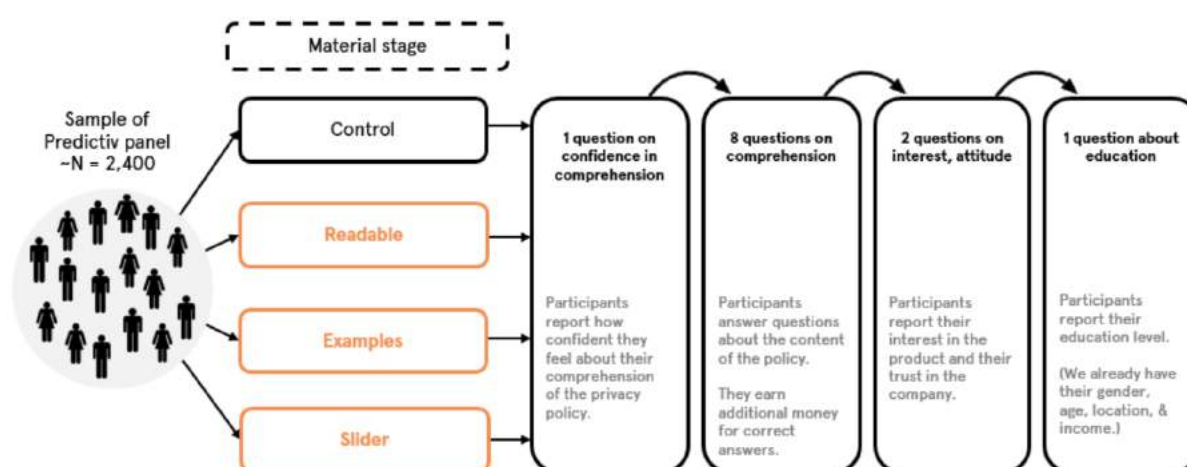 Material stage
Sample of
Predictiv panel
~N = 2,400
Control
Readable
Examples
Slider
1 question on
confidence in
comprehension
Participants
report how
confident they
feel about their
comprehension
of the privacy
policy.
8 questions on
comprehension
Participants
answer questions
about the content
of the policy.
They earn
additional money
for correct
answers.
2 questions on
interest, attitude
Participants
report their
interest in the
product and their
trust in the
company.
1 question about
education
Participants
report their
education level.
(We already have
their gender,
age, location, &
income.)